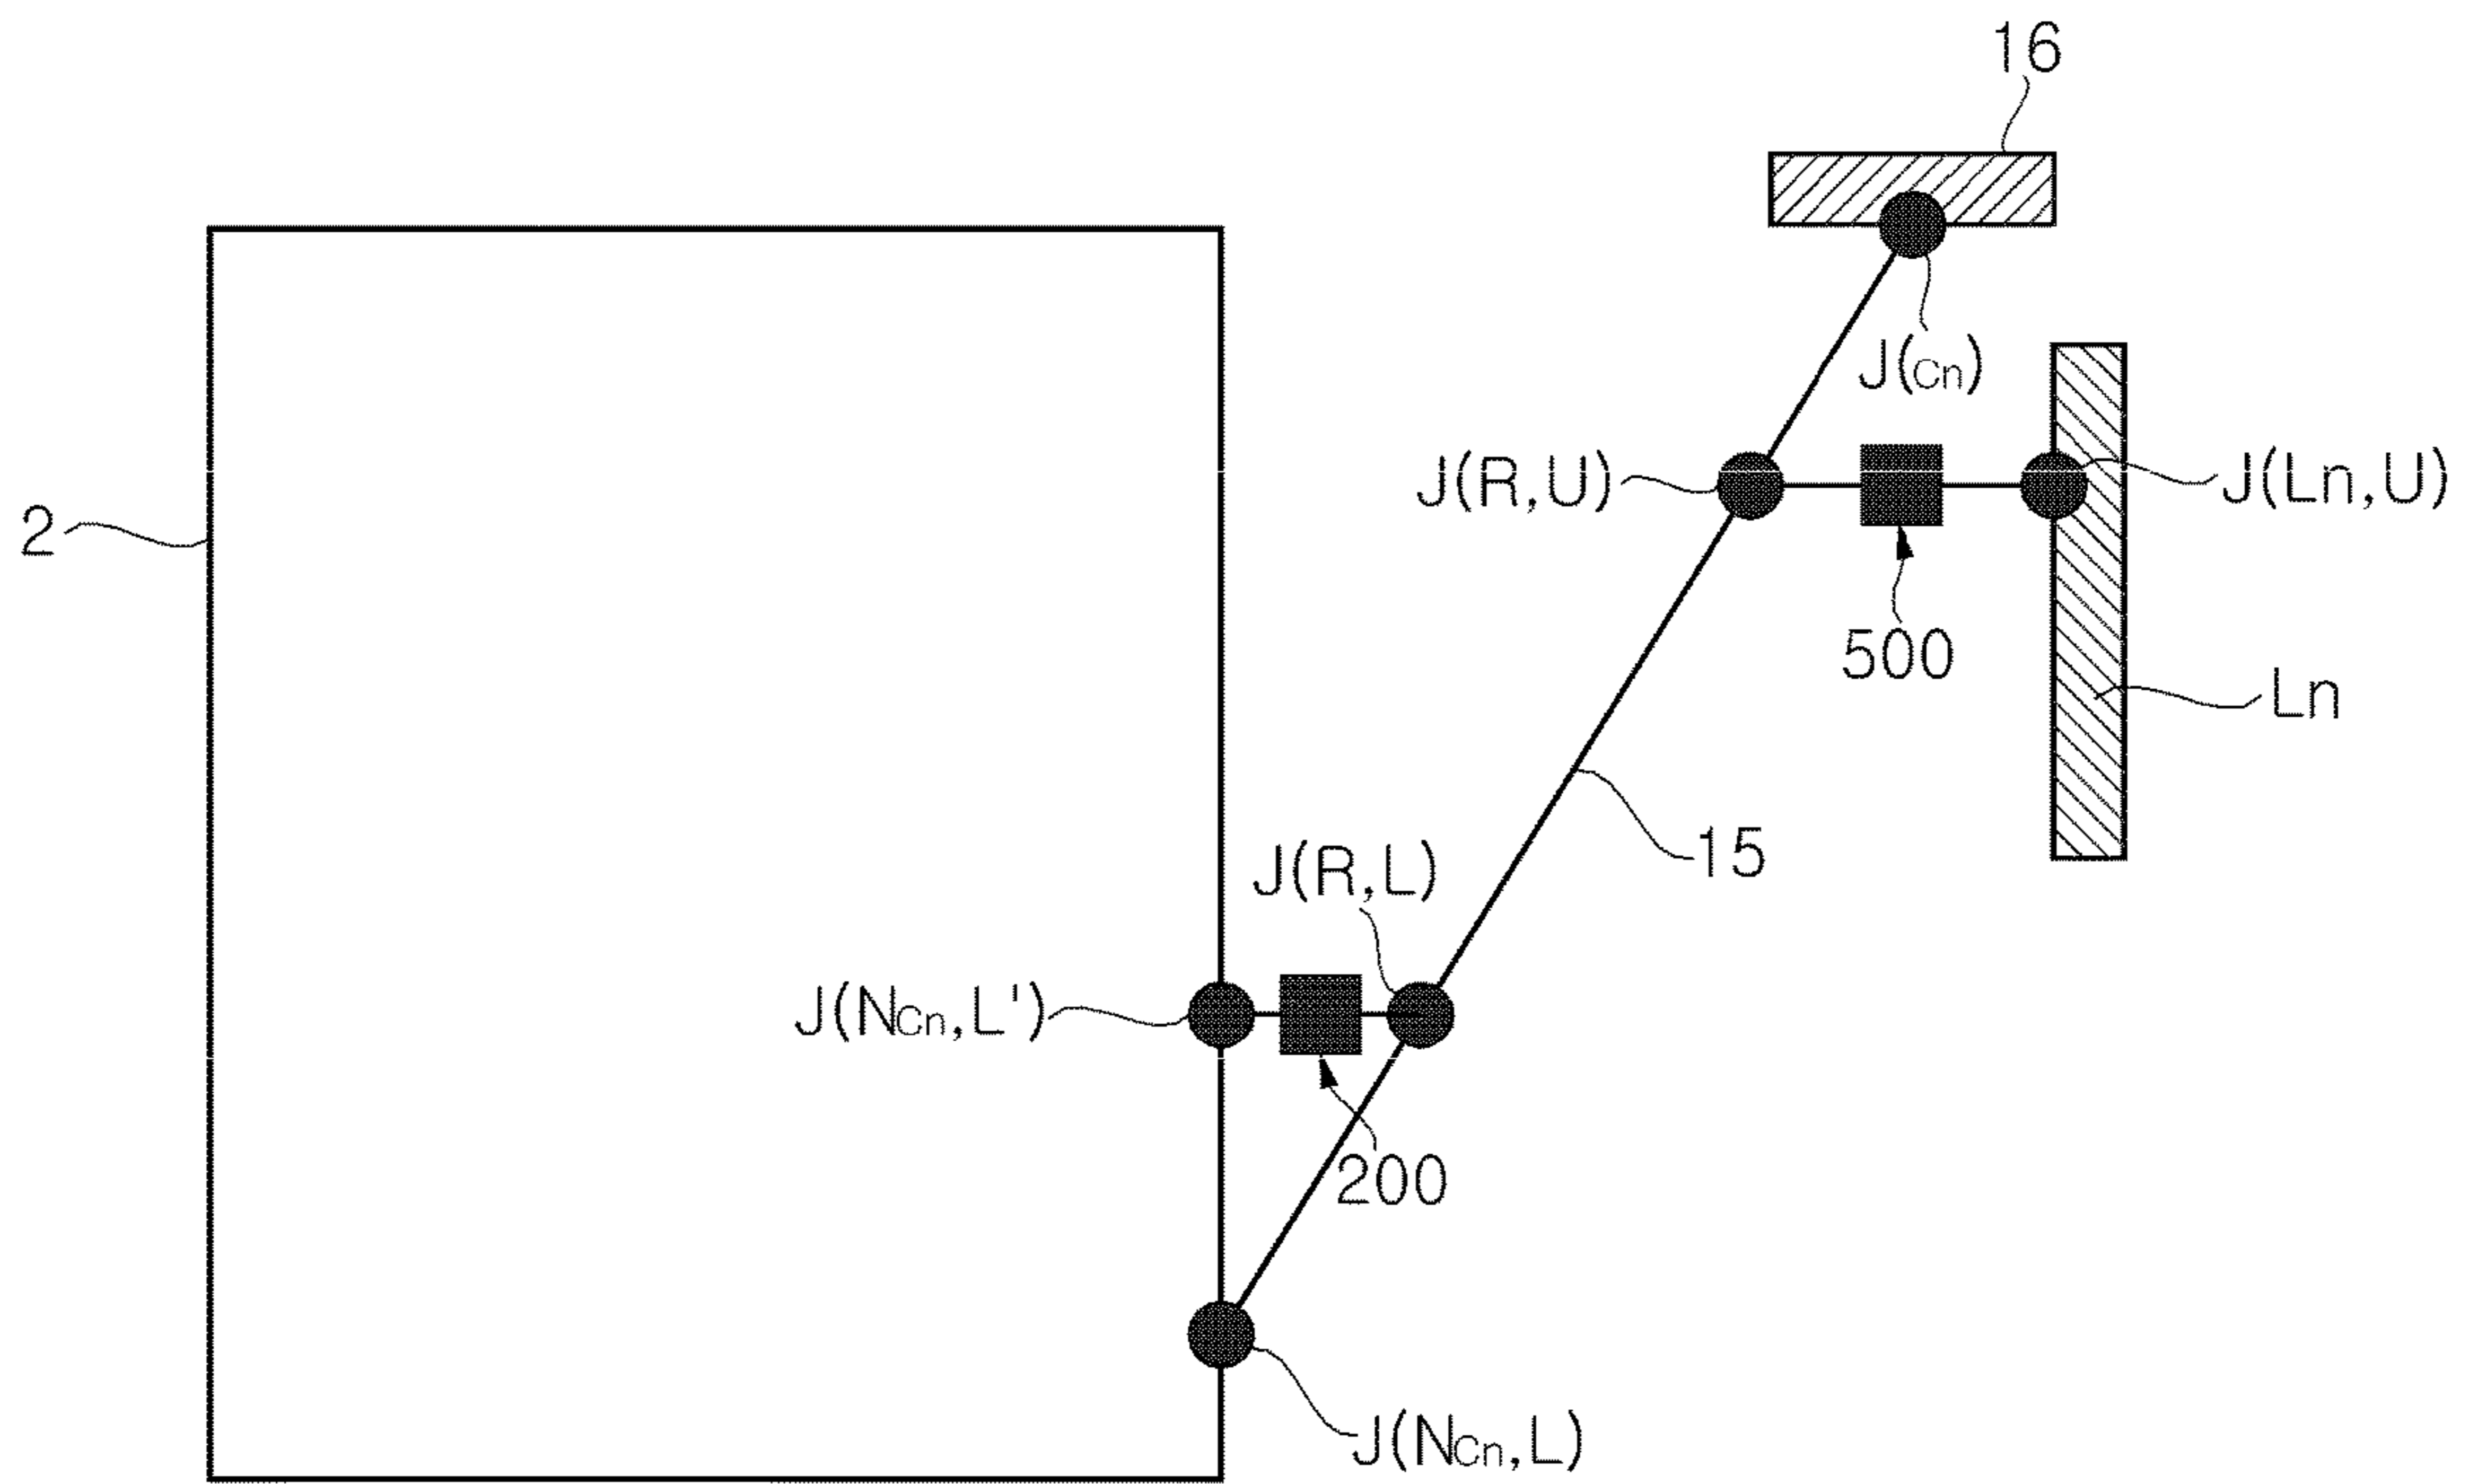 16
J(Cn)
J(R,U)
J(Ln,U)
2
500
Ln
15
J(R,L)
J(NCn,L')
200
J(NCn,L)